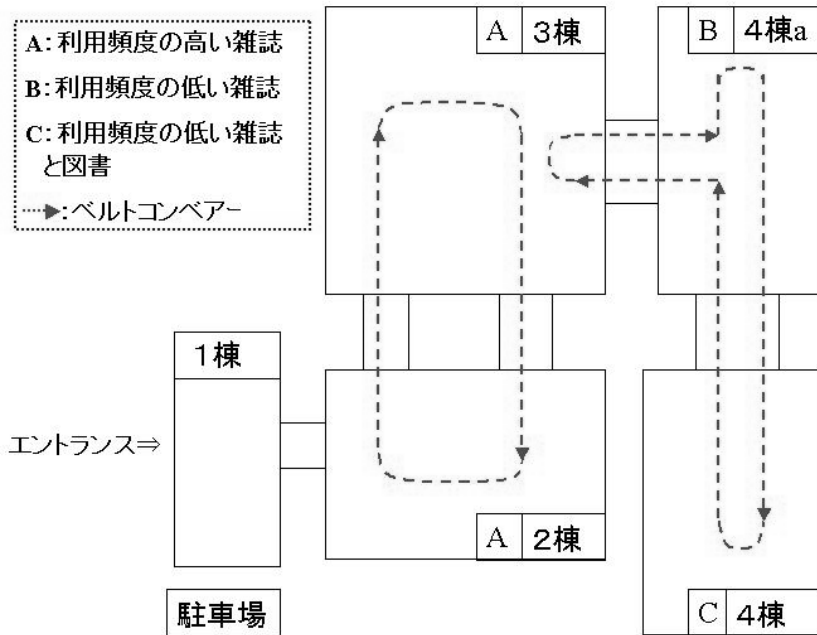 A:利用頻度の高い雑誌
B:利用頻度の低い雑誌
C:利用頻度の低い雑誌
と図書
:ベルトコンベアー
A 3棟
B 4棟a
1棟
エントランス⇒
A 2棟
駐車場
C 4棟